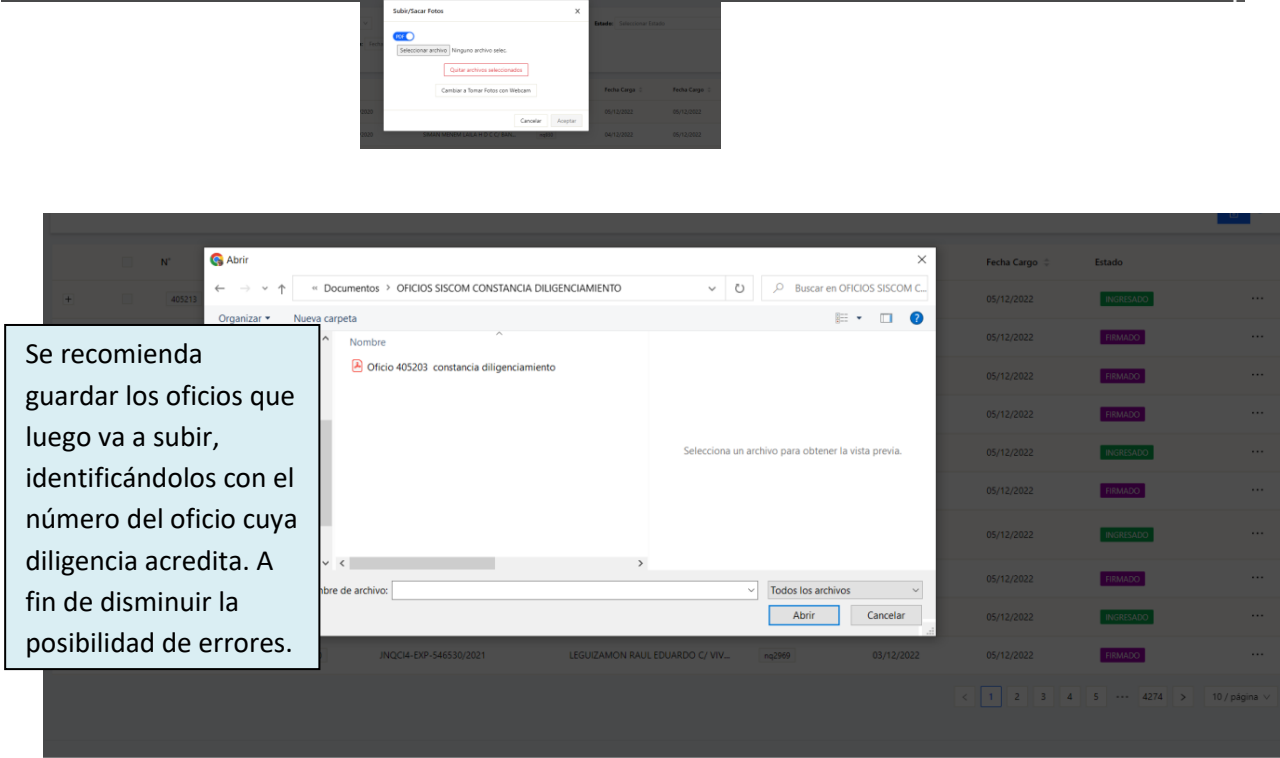 Subir/Sacar Fotos X
Estado: Seleccionar Estado
PDF
Seleccionar archivo Ninguno archivo selec.
Quitar archivos seleccionados
Cambiar a Tomar Fotos con Webcam
Fecha Cargo Fecha Cargo
05/12/2022 05/12/2022
Cancelar Aceptar
04/12/2022 05/12/2022
N° Fecha Cargo Estado
Abrir
« Documentos > OFICIOS SISCOM CONSTANCIA DILIGENCIAMIENTO
Buscar en OFICIOS SISCOM C...
405213 05/12/2022 INGRESADO ...
Organizar Nueva carpeta
Nombre
05/12/2022 FIRMADO ...
Oficio 405203 constancia diligenciamiento
05/12/2022 FIRMADO ...
05/12/2022 FIRMADO ...
Selecciona un archivo para obtener la vista previa.
05/12/2022 INGRESADO ...
05/12/2022 FIRMADO ...
05/12/2022 INGRESADO ...
05/12/2022 FIRMADO ...
mbre de archivo: Todos los archivos
Abrir Cancelar
05/12/2022 INGRESADO ...
JNQCI4-EXP-546530/2021 LEGUIZAMON RAUL EDUARDO C/ VIV... nq2969 03/12/2022 05/12/2022 FIRMADO ...
< 1 2 3 4 5 ••• 4274 > 10 / página
Se recomienda
guardar los oficios que
luego va a subir,
identificándolos con el
número del oficio cuya
diligencia acredita. A
fin de disminuir la
posibilidad de errores.